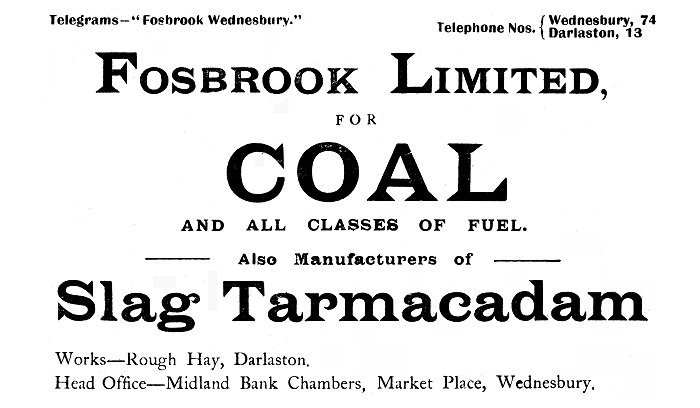 Telegrams—"Fosbrook Wednesbury."
Telephone Nos. { Wednesbury, 74
Darlaston, 13
FOSBROOK LIMITED,
FOR
COAL
AND ALL CLASSES OF FUEL.
Also Manufacturers of
Slag Tarmacadam
Works—Rough Hay, Darlaston.
Head Office—Midland Bank Chambers, Market Place, Wednesbury.